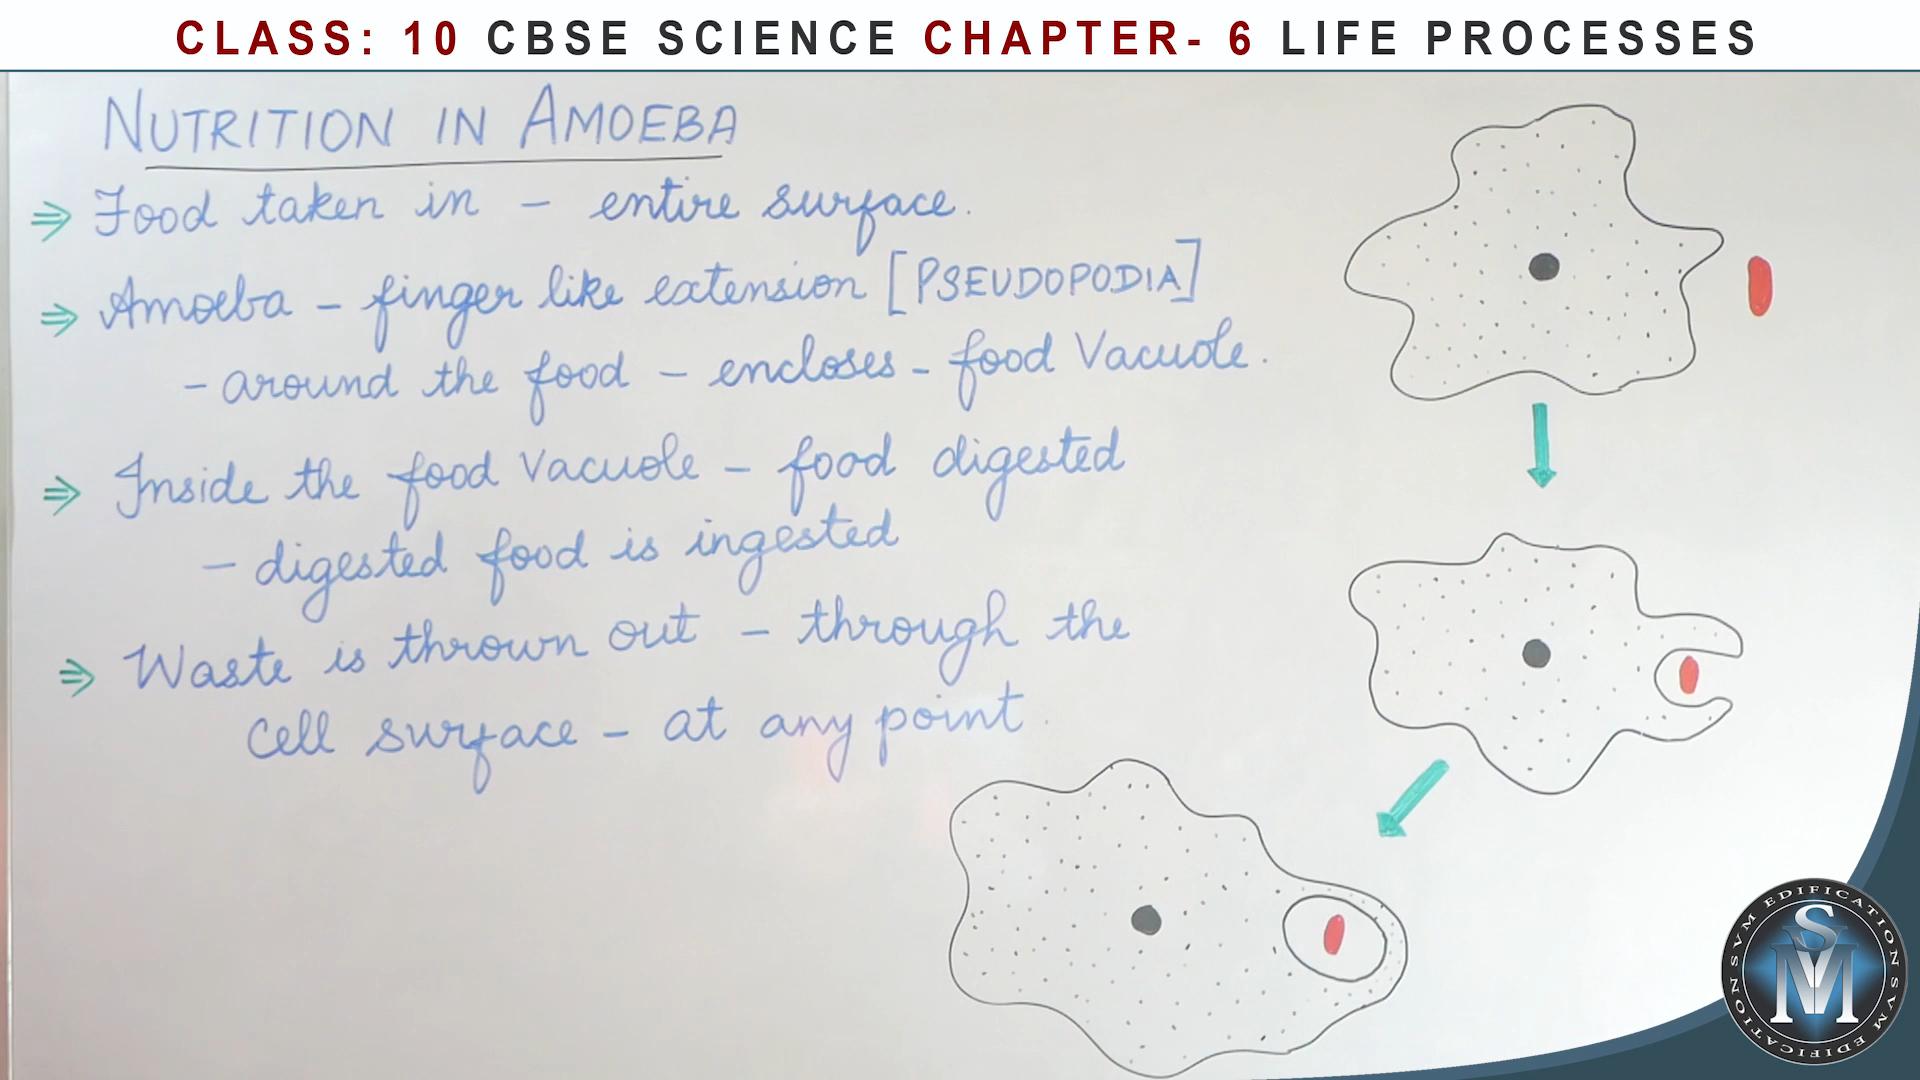 CLASS: 10 CBSE SCIENCE CHAPTER- 6 LIFE PROCESSES
NUTRITION IN AMOEBA
⇒ Food taken in – entire surface.
⇒ Amoeba – finger like extension [PSEUDOPODIA]
– around the food – encloses – food Vacuole.
⇒ Inside the food Vacuole – food digested
– digested food is ingested
⇒ Waste is thrown out – through the
Cell surface – at any point
SVM EDIFICATION SVM EDIFICATION
SVM